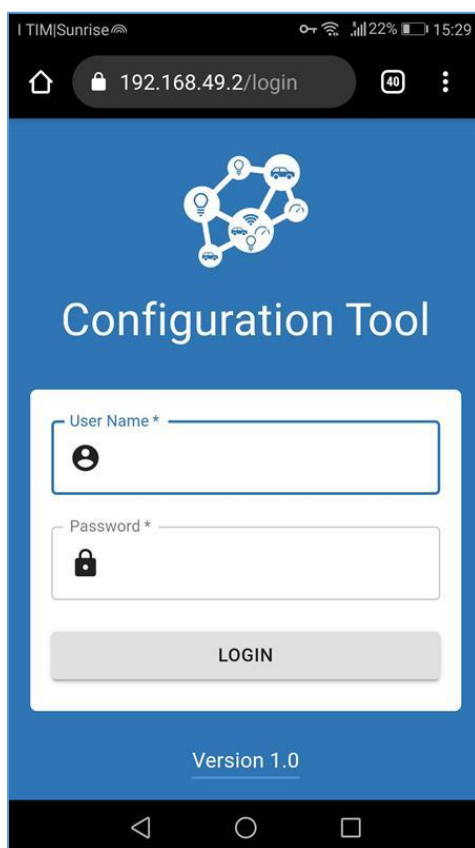 I TIM|Sunrise 22% 15:29
192.168.49.2/login 40
Configuration Tool
User Name *
Password *
LOGIN
Version 1.0